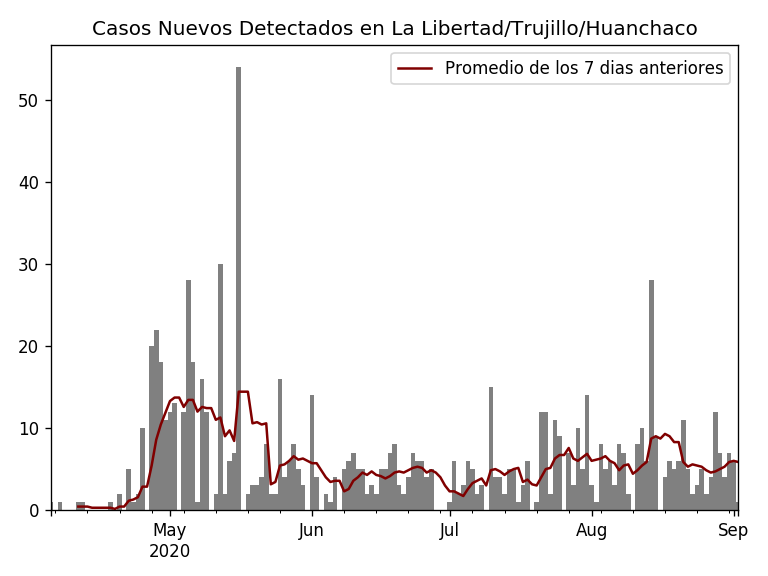 Casos Nuevos Detectados en La Libertad/Trujillo/Huanchaco
Promedio de los 7 dias anteriores
50
40
30
20
10
0
May Jun Jul Aug Sep
2020